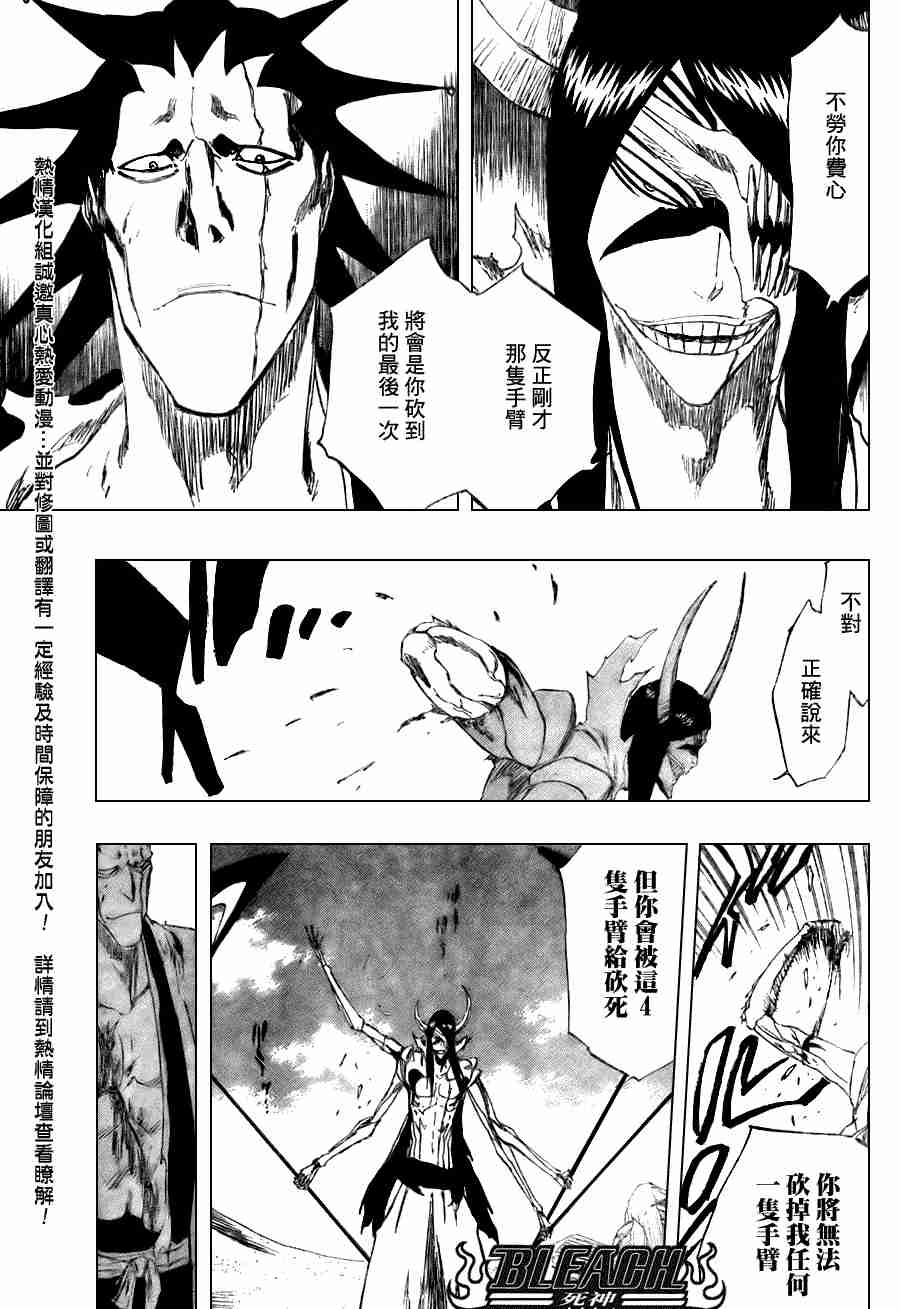 不勞你費心
反正剛才
那隻手臂
將會是你砍到
我的最後一次
不對
正確說來
你將無法
砍掉我任何
一隻手臂
但你會被這4
隻手臂給砍死
熱情漢化組誠邀真心熱愛動漫…並對修圖或翻譯有一定經驗及時間保障的朋友加入！ 詳情請到熱情論壇查看瞭解！
BLEACH
死神